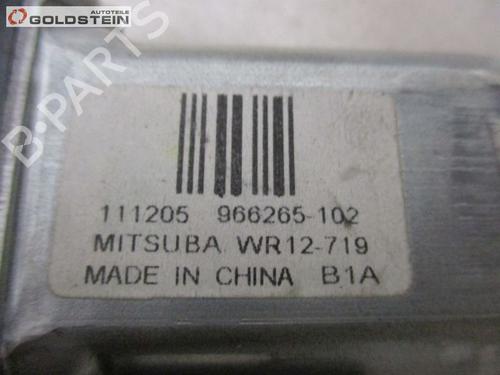 AUTOTEILE
GOLDSTEIN
B-PARTS
111205 966265-102
MITSUBA WR12-719
MADE IN CHINA B1A